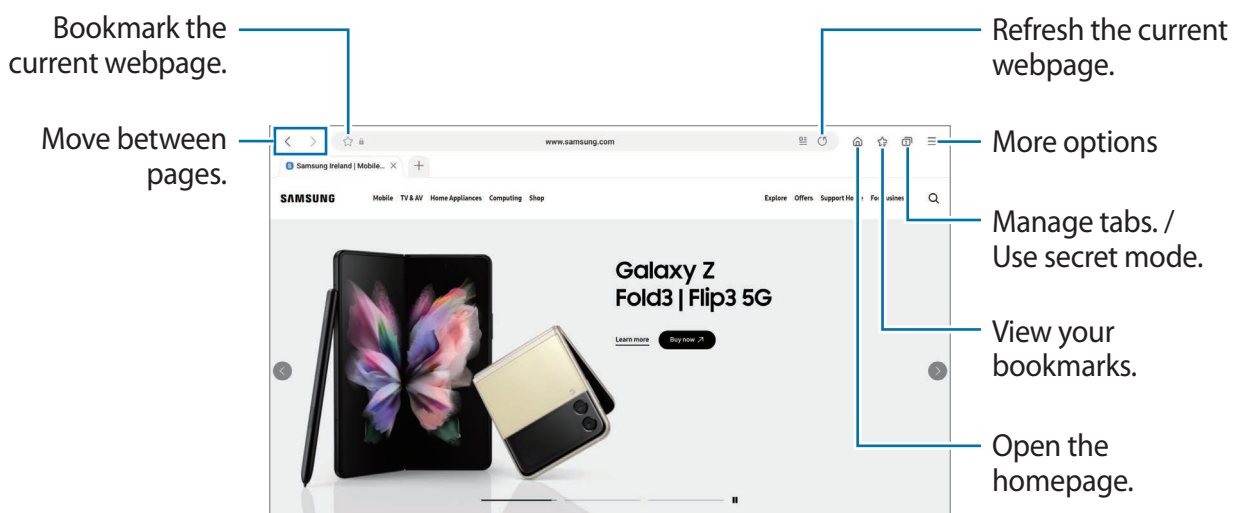 Bookmark the
current webpage.
Refresh the current
webpage.
Move between
pages.
www.samsung.com
More options
Samsung Ireland | Mobile...
SAMSUNG
Mobile TV & AV Home Appliances Computing Shop
Explore Offers Support
Manage tabs. /
Use secret mode.
Galaxy Z
Fold3 | Flip3 5G
Learn more Buy now
View your
bookmarks.
Open the
homepage.